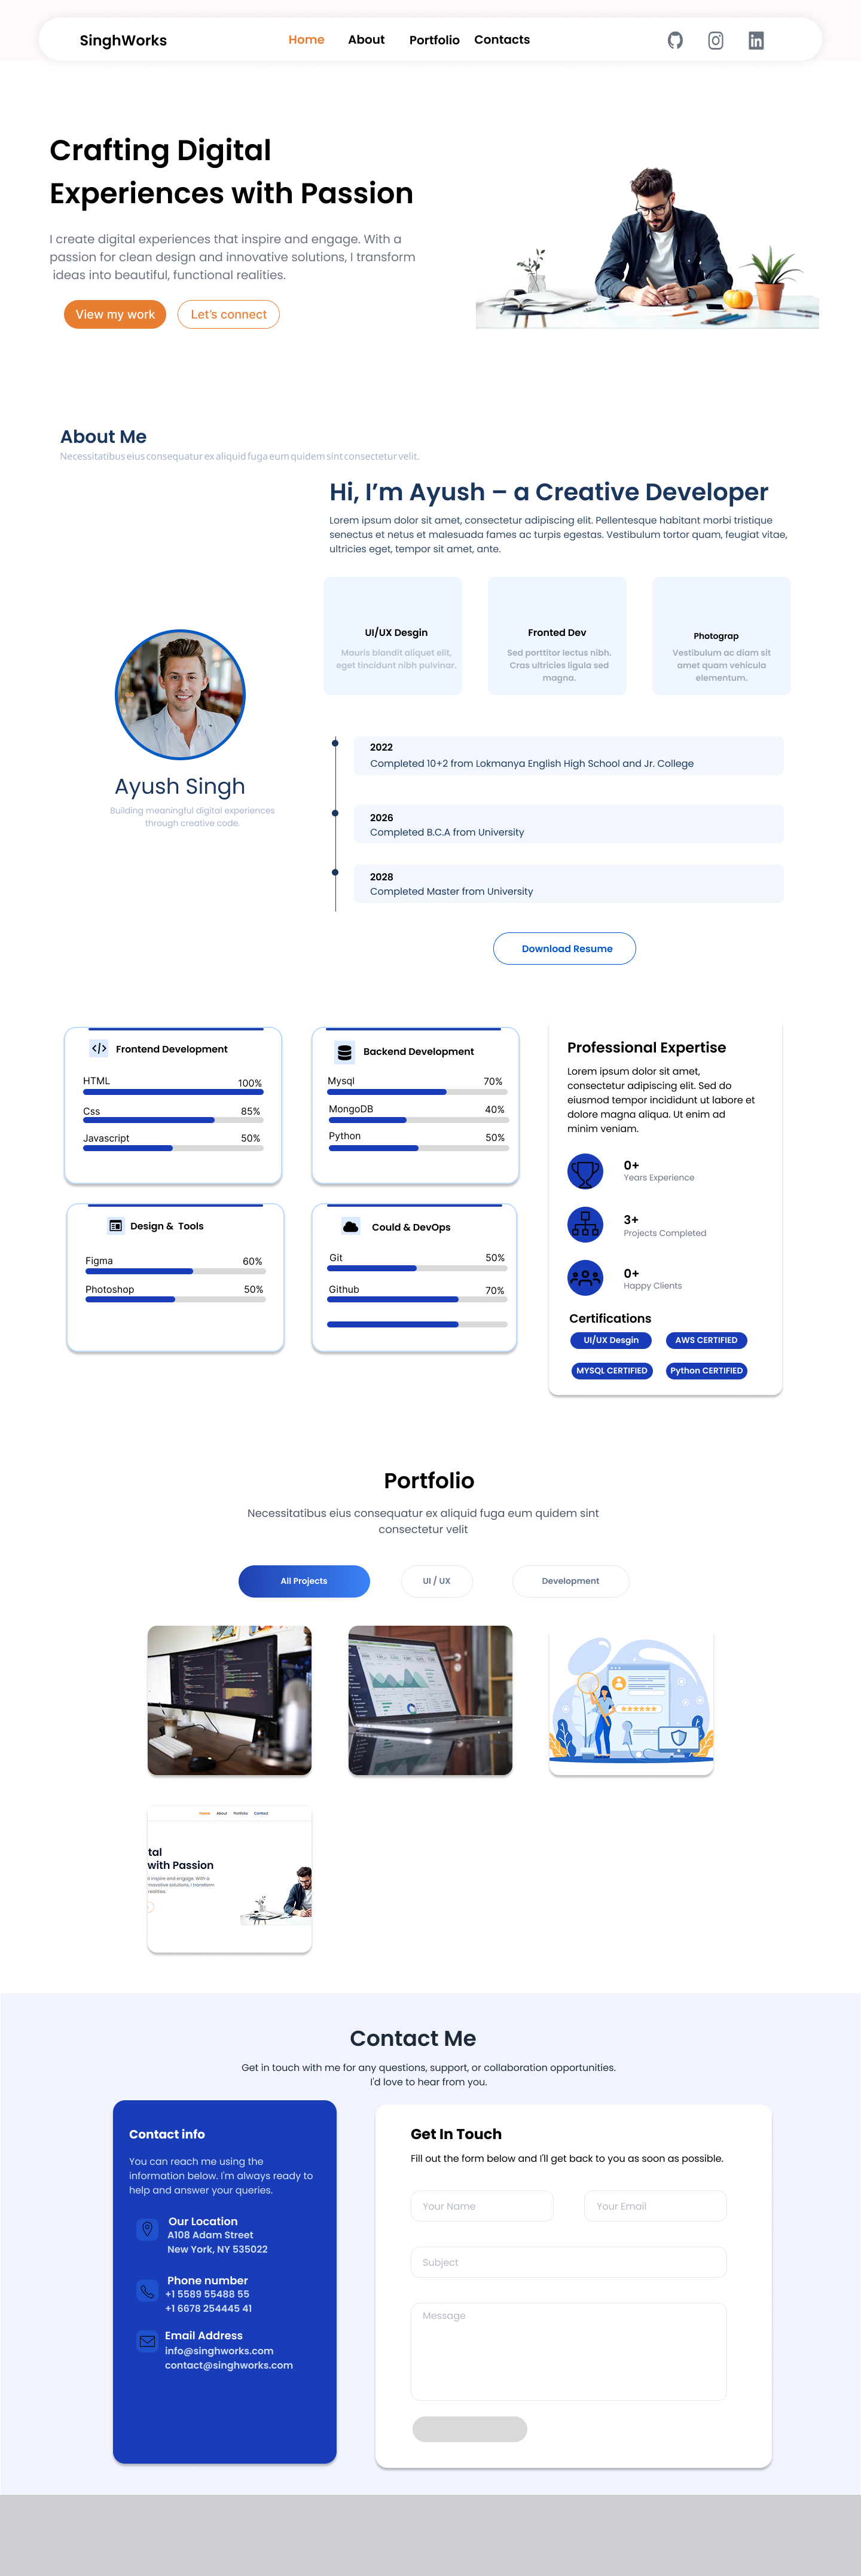 SinghWorks
Home
About
Portfolio
Contacts
Crafting Digital
Experiences with Passion
I create digital experiences that inspire and engage. With a
passion for clean design and innovative solutions, I transform
ideas into beautiful, functional realities.
View my work
Let's connect
About Me
Necessitatibus eius consequatur ex aliquid fuga eum quidem sint consectetur velit.
Hi, I'm Ayush – a Creative Developer
Lorem ipsum dolor sit amet, consectetur adipiscing elit. Pellentesque habitant morbi tristique
senectus et netus et malesuada fames ac turpis egestas. Vestibulum tortor quam, feugiat vitae,
ultricies eget, tempor sit amet, ante.
UI/UX Desgin
Mauris blandit aliquet elit,
eget tincidunt nibh pulvinar.
Fronted Dev
Sed porttitor lectus nibh.
Cras ultricies ligula sed
magna.
Photograp
Vestibulum ac diam sit
amet quam vehicula
elementum.
Ayush Singh
Building meaningful digital experiences
through creative code.
2022
Completed 10+2 from Lokmanya English High School and Jr. College
2026
Completed B.C.A from University
2028
Completed Master from University
Download Resume
Frontend Development
HTML 100%
Css 85%
Javascript 50%
Backend Development
Mysql 70%
MongoDB 40%
Python 50%
Design & Tools
Figma 60%
Photoshop 50%
Could & DevOps
Git 50%
Github 70%
Professional Expertise
Lorem ipsum dolor sit amet,
consectetur adipiscing elit. Sed do
eiusmod tempor incididunt ut labore et
dolore magna aliqua. Ut enim ad
minim veniam.
0+
Years Experience
3+
Projects Completed
0+
Happy Clients
Certifications
UI/UX Desgin
AWS CERTIFIED
MYSQL CERTIFIED
Python CERTIFIED
Portfolio
Necessitatibus eius consequatur ex aliquid fuga eum quidem sint
consectetur velit
All Projects
UI / UX
Development
Home
About
Portfolio
Contact
tal
with Passion
inspire and engage. With a
innovative solutions, I transform
realities.
Contact Me
Get in touch with me for any questions, support, or collaboration opportunities.
I'd love to hear from you.
Contact info
You can reach me using the
information below. I'm always ready to
help and answer your queries.
Our Location
A108 Adam Street
New York, NY 535022
Phone number
+1 5589 55488 55
+1 6678 254445 41
Email Address
info@singhworks.com
contact@singhworks.com
Get In Touch
Fill out the form below and I'll get back to you as soon as possible.
Your Name
Your Email
Subject
Message